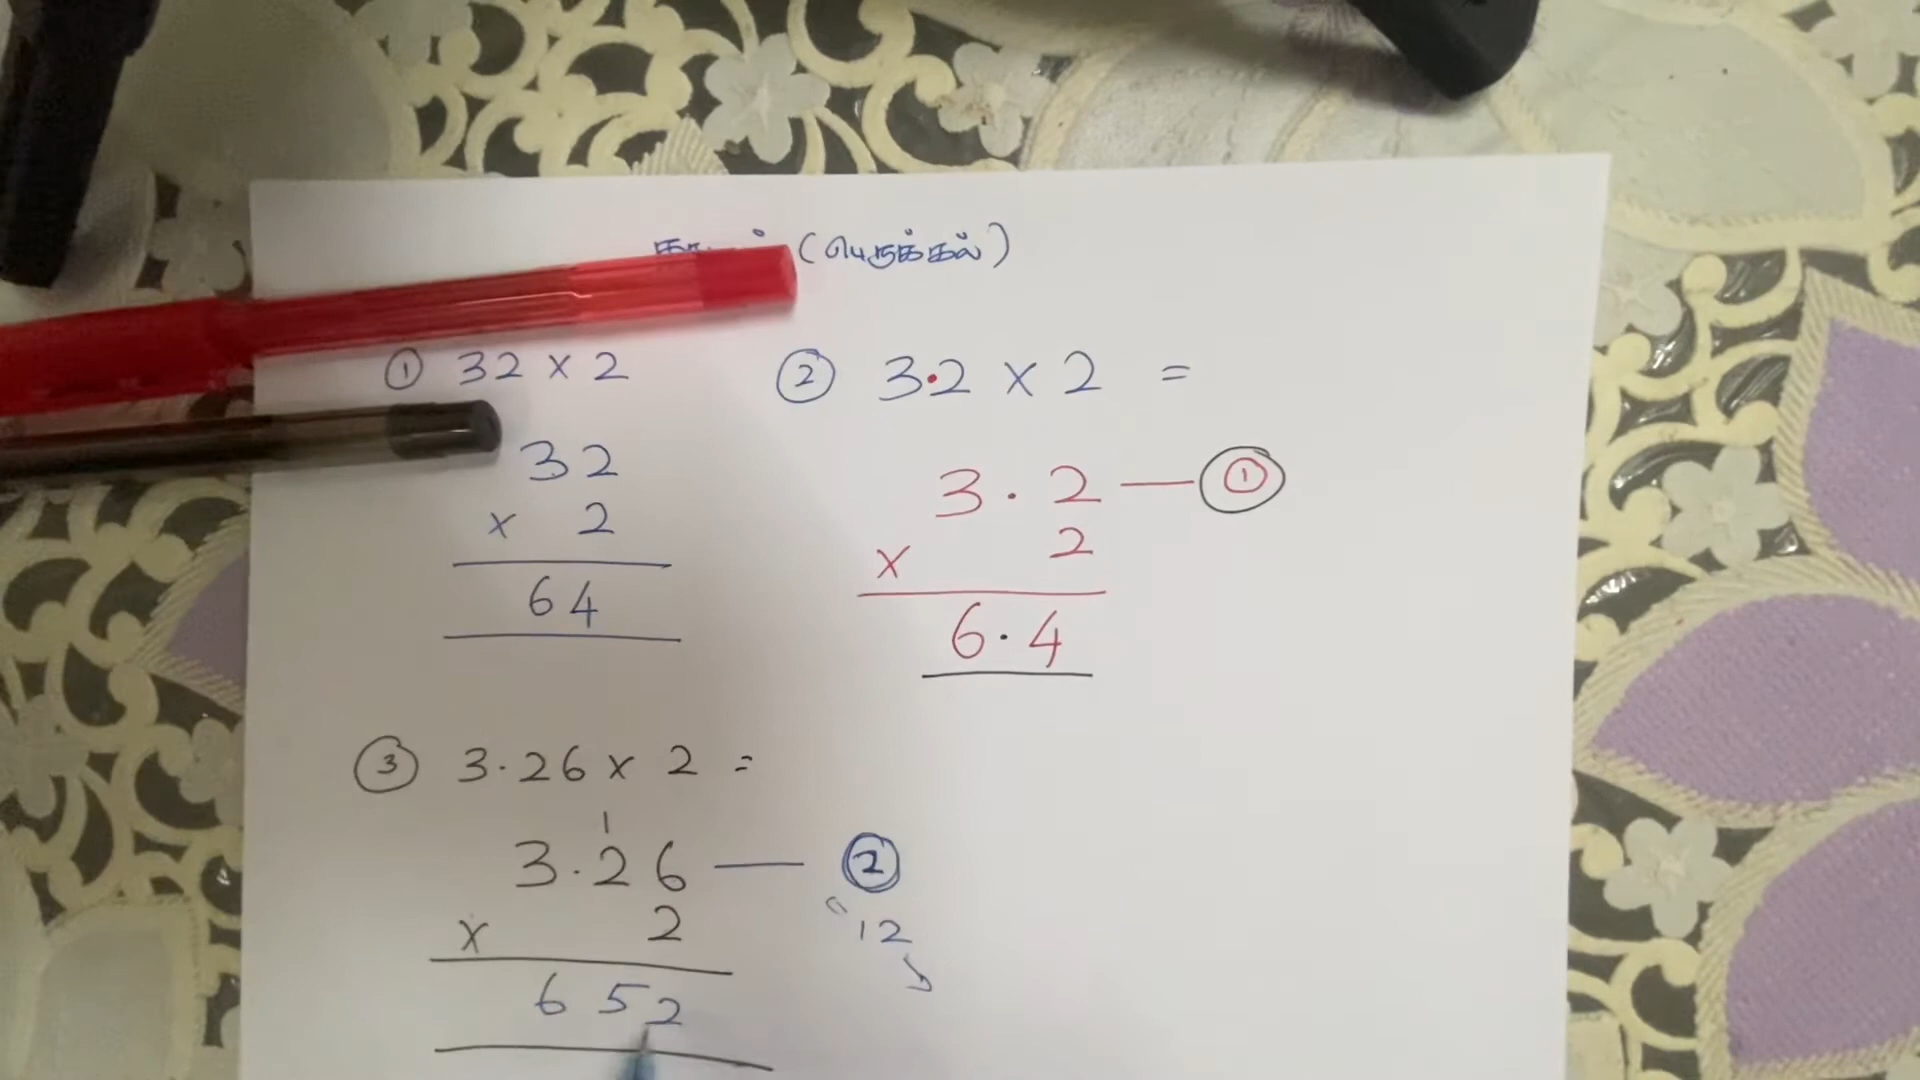 (பெருக்கல்)
① 32 × 2
32
× 2
64
② 3.2 × 2 =
3.2 — ①
× 2
6.4
③ 3.26 × 2 =
1
3.26 — ②
12
× 2
652